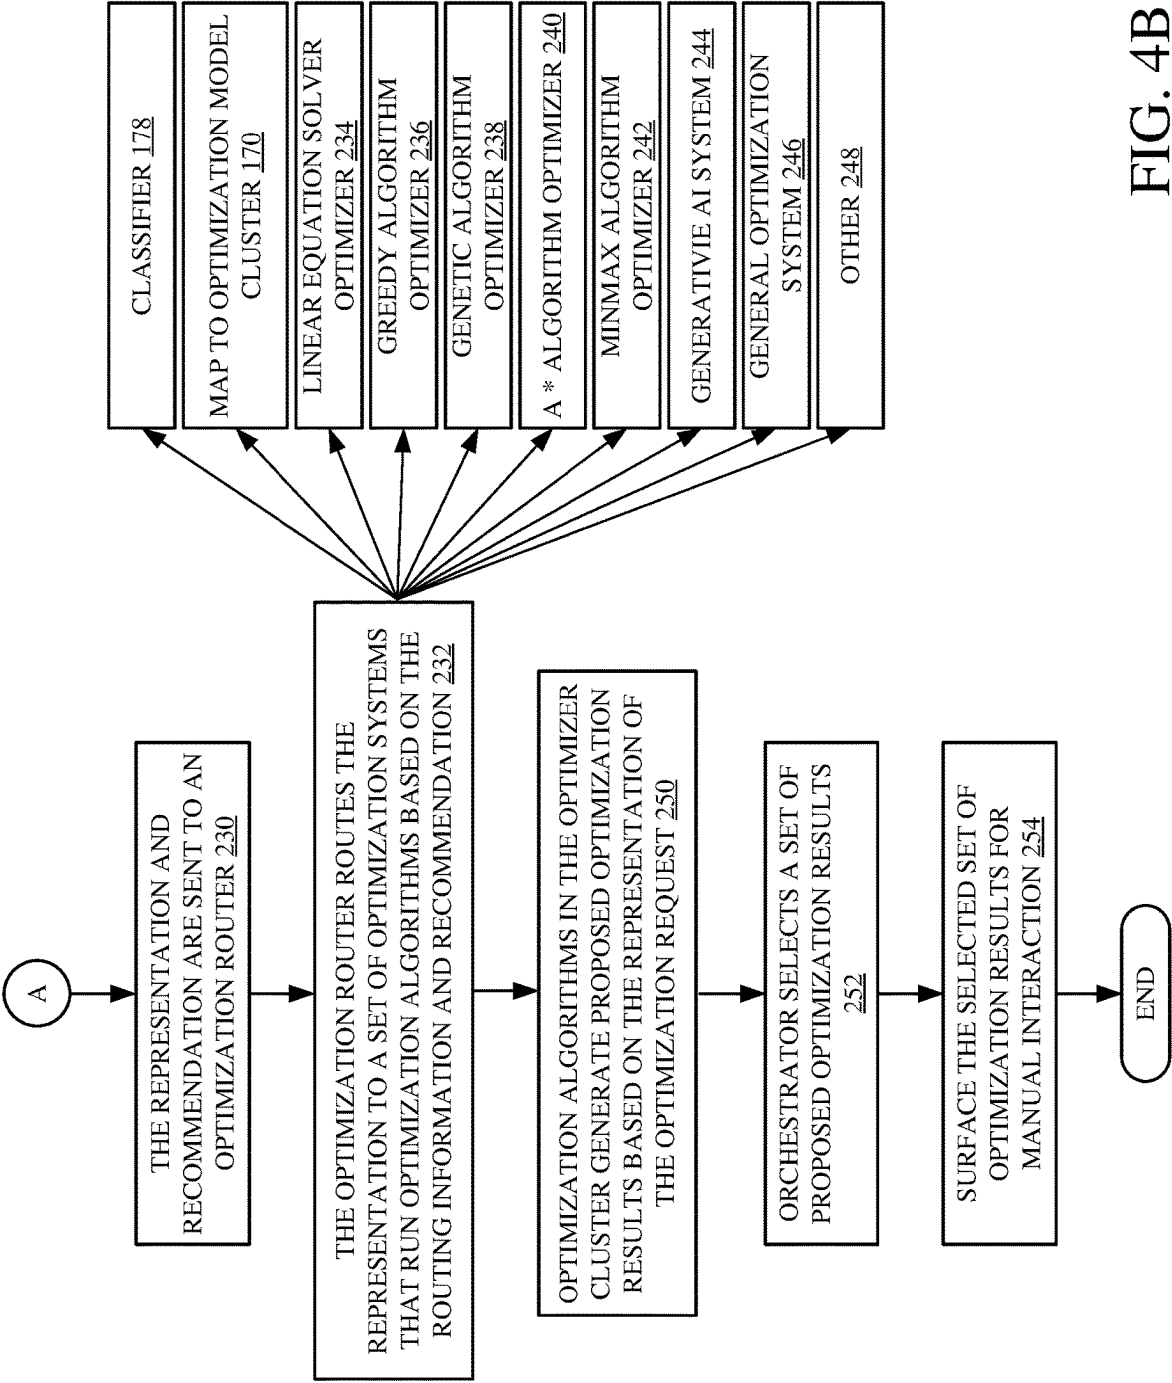 A
THE REPRESENTATION AND
RECOMMENDATION ARE SENT TO AN
OPTIMIZATION ROUTER 230
THE OPTIMIZATION ROUTER ROUTES THE
REPRESENTATION TO A SET OF OPTIMIZATION SYSTEMS
THAT RUN OPTIMIZATION ALGORITHMS BASED ON THE
ROUTING INFORMATION AND RECOMMENDATION 232
CLASSIFIER 178
MAP TO OPTIMIZATION MODEL
CLUSTER 170
LINEAR EQUATION SOLVER
OPTIMIZER 234
GREEDY ALGORITHM
OPTIMIZER 236
GENETIC ALGORITHM
OPTIMIZER 238
A * ALGORITHM OPTIMIZER 240
MINMAX ALGORITHM
OPTIMIZER 242
GENERATIVIE AI SYSTEM 244
GENERAL OPTIMIZATION
SYSTEM 246
OTHER 248
OPTIMIZATION ALGORITHMS IN THE OPTIMIZER
CLUSTER GENERATE PROPOSED OPTIMIZATION
RESULTS BASED ON THE REPRESENTATION OF
THE OPTIMIZATION REQUEST 250
ORCHESTRATOR SELECTS A SET OF
PROPOSED OPTIMIZATION RESULTS
252
SURFACE THE SELECTED SET OF
OPTIMIZATION RESULTS FOR
MANUAL INTERACTION 254
END
FIG. 4B